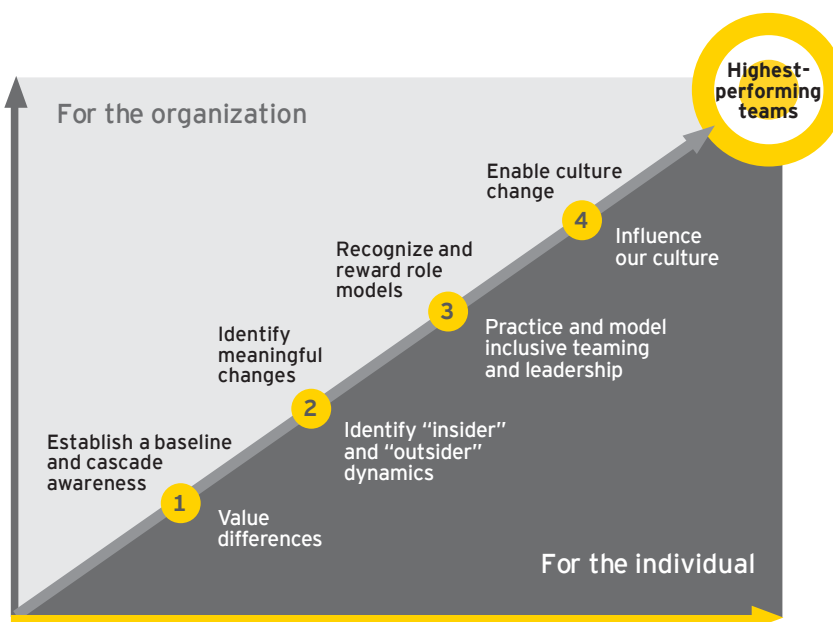 Highest-
performing
teams
For the organization
Enable culture
change
4
Influence
our culture
Recognize and
reward role
models
3
Practice and model
inclusive teaming
and leadership
Identify
meaningful
changes
2
Identify “insider”
and “outsider”
dynamics
Establish a baseline
and cascade
awareness
1
Value
differences
For the individual